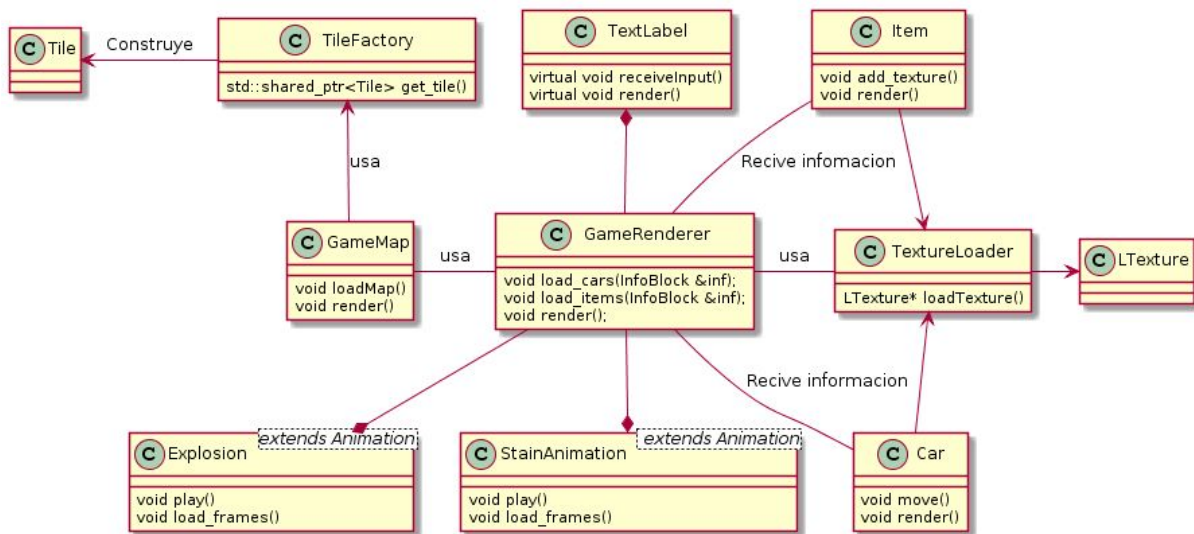 C Tile
Construye
C TileFactory
std::shared_ptr<Tile> get_tile()
C TextLabel
virtual void receiveInput()
virtual void render()
C Item
void add_texture()
void render()
usa
Recive infomacion
C GameMap
void loadMap()
void render()
usa
C GameRenderer
void load_cars(InfoBlock &inf);
void load_items(InfoBlock &inf);
void render();
usa
C TextureLoader
LTexture* loadTexture()
C LTexture
Recive informacion
C Explosion
extends Animation
void play()
void load_frames()
C StainAnimation
extends Animation
void play()
void load_frames()
C Car
void move()
void render()